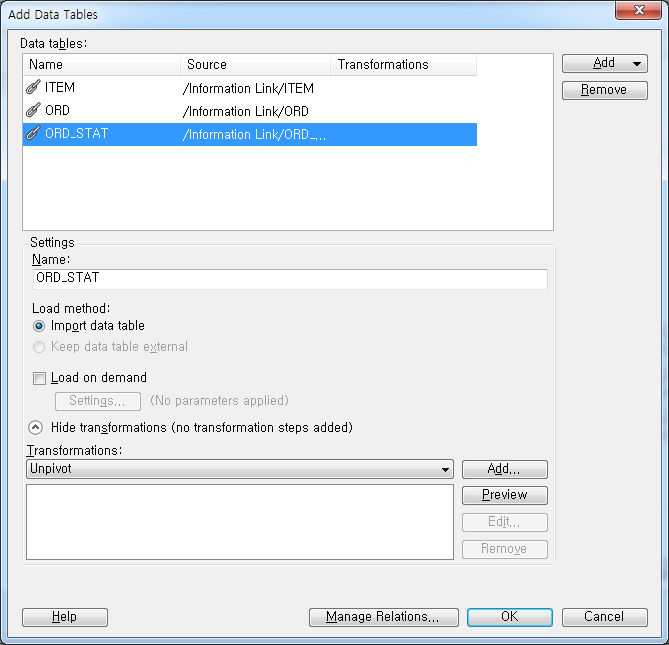 Add Data Tables
Data tables:
Name Source Transformations
ITEM /Information Link/ITEM
ORD /Information Link/ORD
ORD_STAT /Information Link/ORD_...
Add
Remove
Settings
Name:
ORD_STAT
Load method:
Import data table
Keep data table external
Load on demand
Settings... (No parameters applied)
Hide transformations (no transformation steps added)
Transformations:
Unpivot
Add...
Preview
Edit...
Remove
Help Manage Relations... OK Cancel